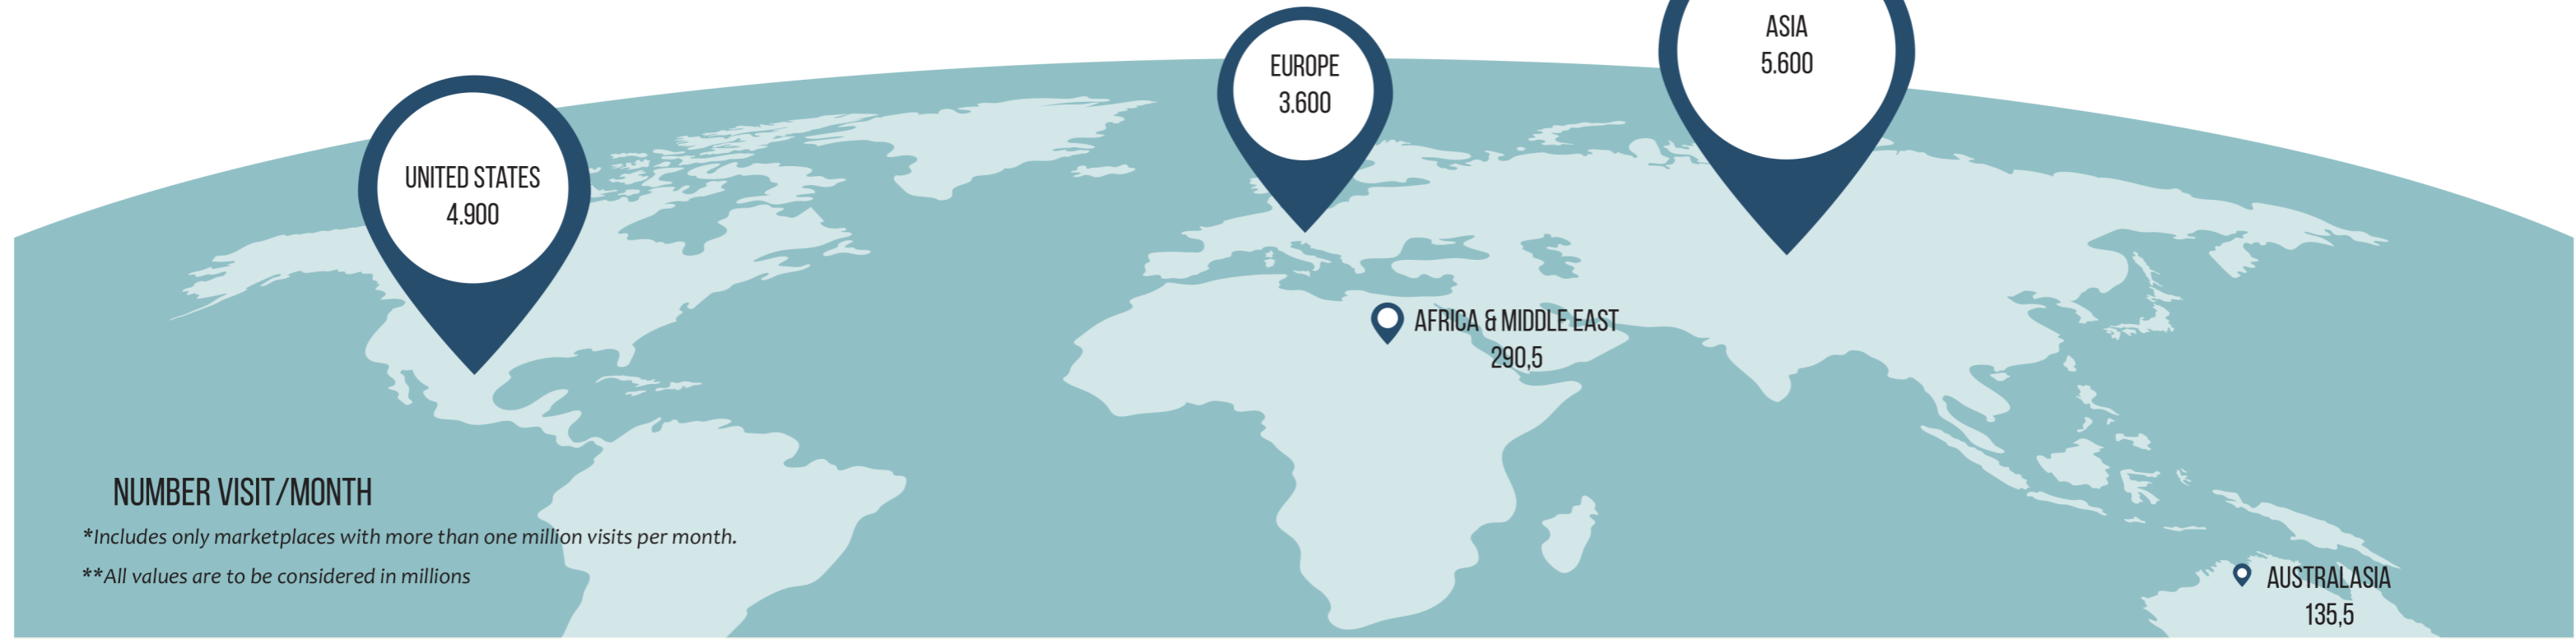 ASIA
5.600
EUROPE
3.600
UNITED STATES
4.900
AFRICA & MIDDLE EAST
290,5
NUMBER VISIT/MONTH
*Includes only marketplaces with more than one million visits per month.
**All values are to be considered in millions
AUSTRALASIA
135,5